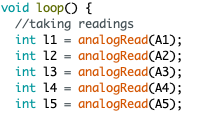 void loop() {
  //taking readings
  int l1 = analogRead(A1);
  int l2 = analogRead(A2);
  int l3 = analogRead(A3);
  int l4 = analogRead(A4);
  int l5 = analogRead(A5);